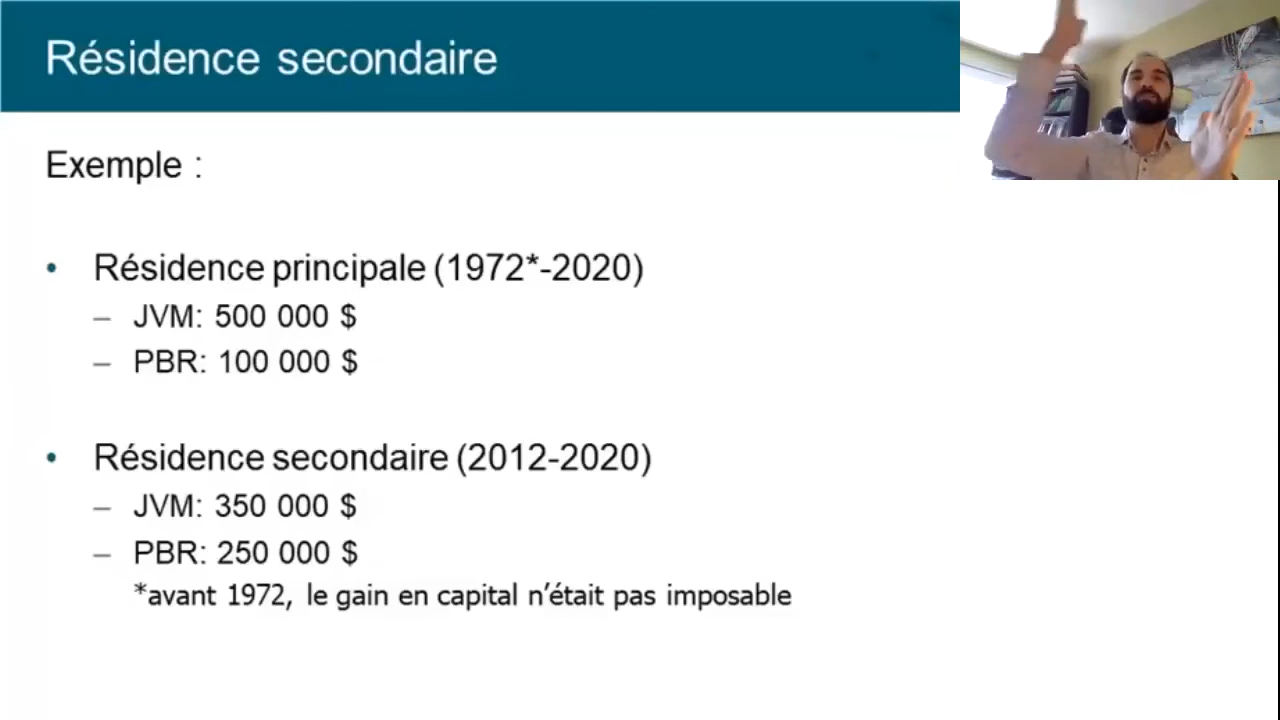 Résidence secondaire
Exemple :
• Résidence principale (1972*-2020)
– JVM: 500 000 $
– PBR: 100 000 $
• Résidence secondaire (2012-2020)
– JVM: 350 000 $
– PBR: 250 000 $
*avant 1972, le gain en capital n'était pas imposable